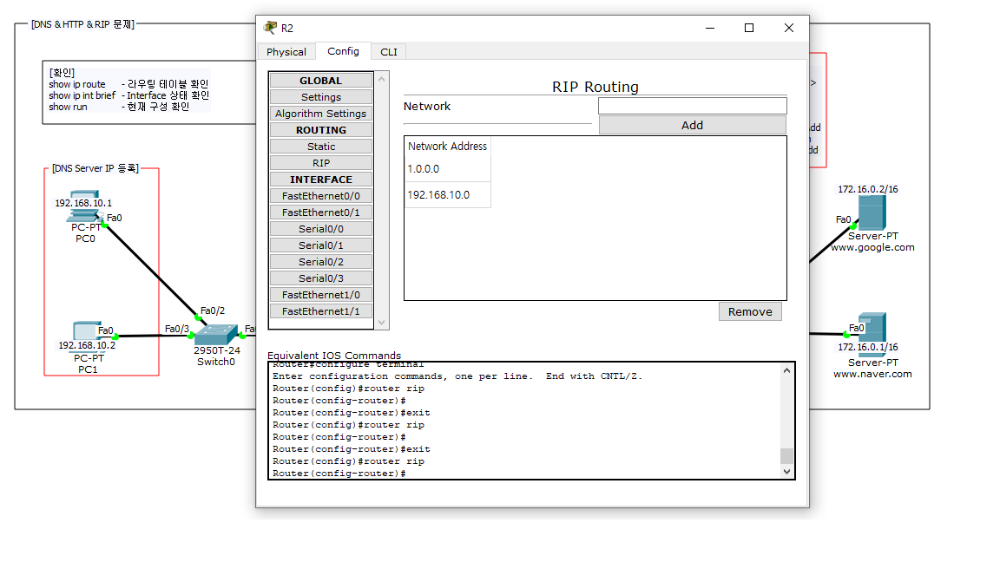 [DNS & HTTP & RIP 문제]
[확인]
show ip route - 라우팅 테이블 확인
show ip int brief - Interface 상태 확인
show run - 현재 구성 확인
[DNS Server IP 등록]
192.168.10.1
Fa0
PC-PT
PC0
Fa0/2
Fa0
Fa0/3
Fa
192.168.10.2
PC-PT
PC1
2950T-24
Switch0
R2
Physical
Config
CLI
GLOBAL
Settings
Algorithm Settings
ROUTING
Static
RIP
INTERFACE
FastEthernet0/0
FastEthernet0/1
Serial0/0
Serial0/1
Serial0/2
Serial0/3
FastEthernet1/0
FastEthernet1/1
RIP Routing
Network
Add
Network Address
1.0.0.0
192.168.10.0
Remove
Equivalent IOS Commands
Router#configure terminal
Enter configuration commands, one per line. End with CNTL/Z.
Router(config)#router rip
Router(config-router)#
Router(config-router)#exit
Router(config)#router rip
Router(config-router)#
Router(config-router)#exit
Router(config)#router rip
Router(config-router)#
>
dd
dd
172.16.0.2/16
Fa0
Server-PT
www.google.com
Fa0
172.16.0.1/16
Server-PT
www.naver.com